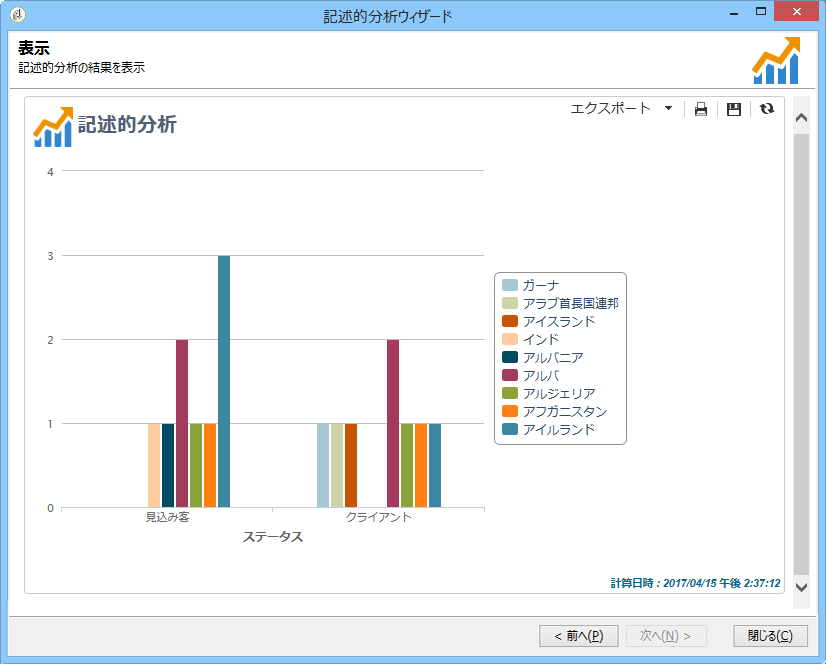 記述的分析ウィザード
表示
記述的分析の結果を表示
エクスポート
記述的分析
4
3
2
1
0
見込み客
クライアント
ステータス
ガーナ
アラブ首長国連邦
アイスランド
インド
アルバニア
アルバ
アルジェリア
アフガニスタン
アイルランド
計算日時 : 2017/04/15 午後 2:37:12
< 前へ(P)
次へ(N) >
閉じる(C)